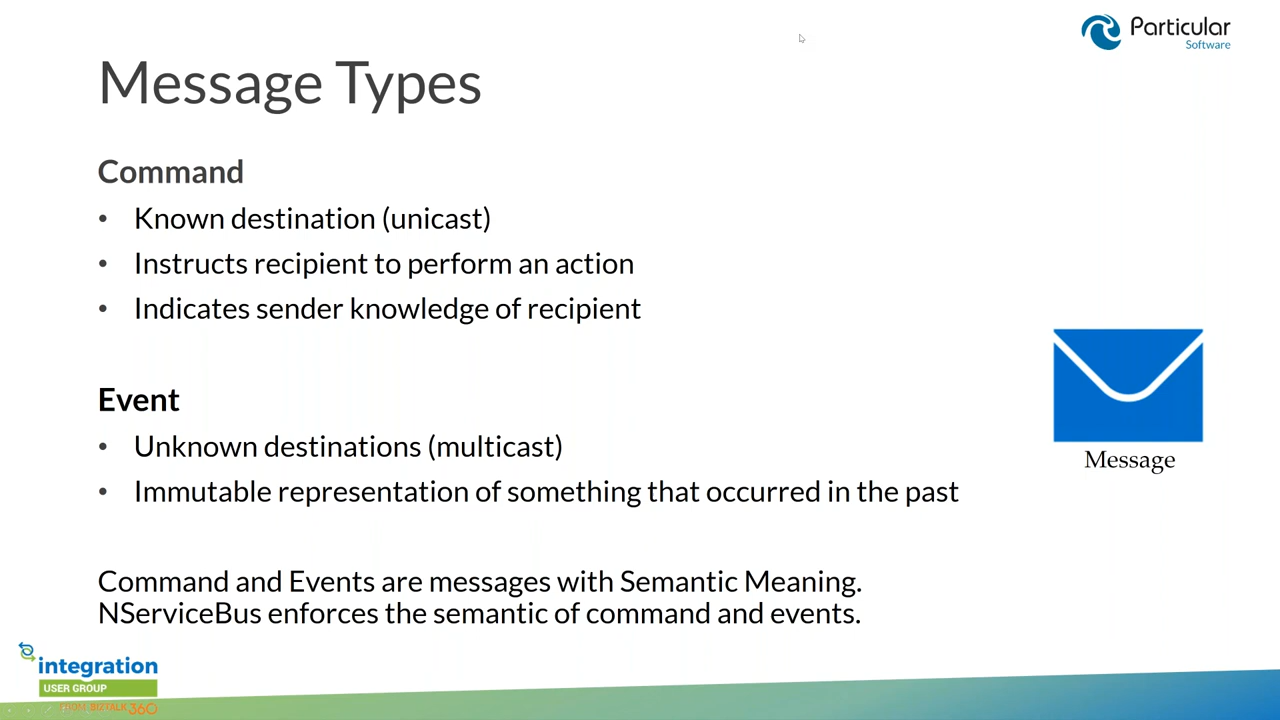 Particular
Software
Message Types
Command
• Known destination (unicast)
• Instructs recipient to perform an action
• Indicates sender knowledge of recipient
Event
• Unknown destinations (multicast)
• Immutable representation of something that occurred in the past
Message
Command and Events are messages with Semantic Meaning.
NServiceBus enforces the semantic of command and events.
integration
USER GROUP
FROM BIZTALK360